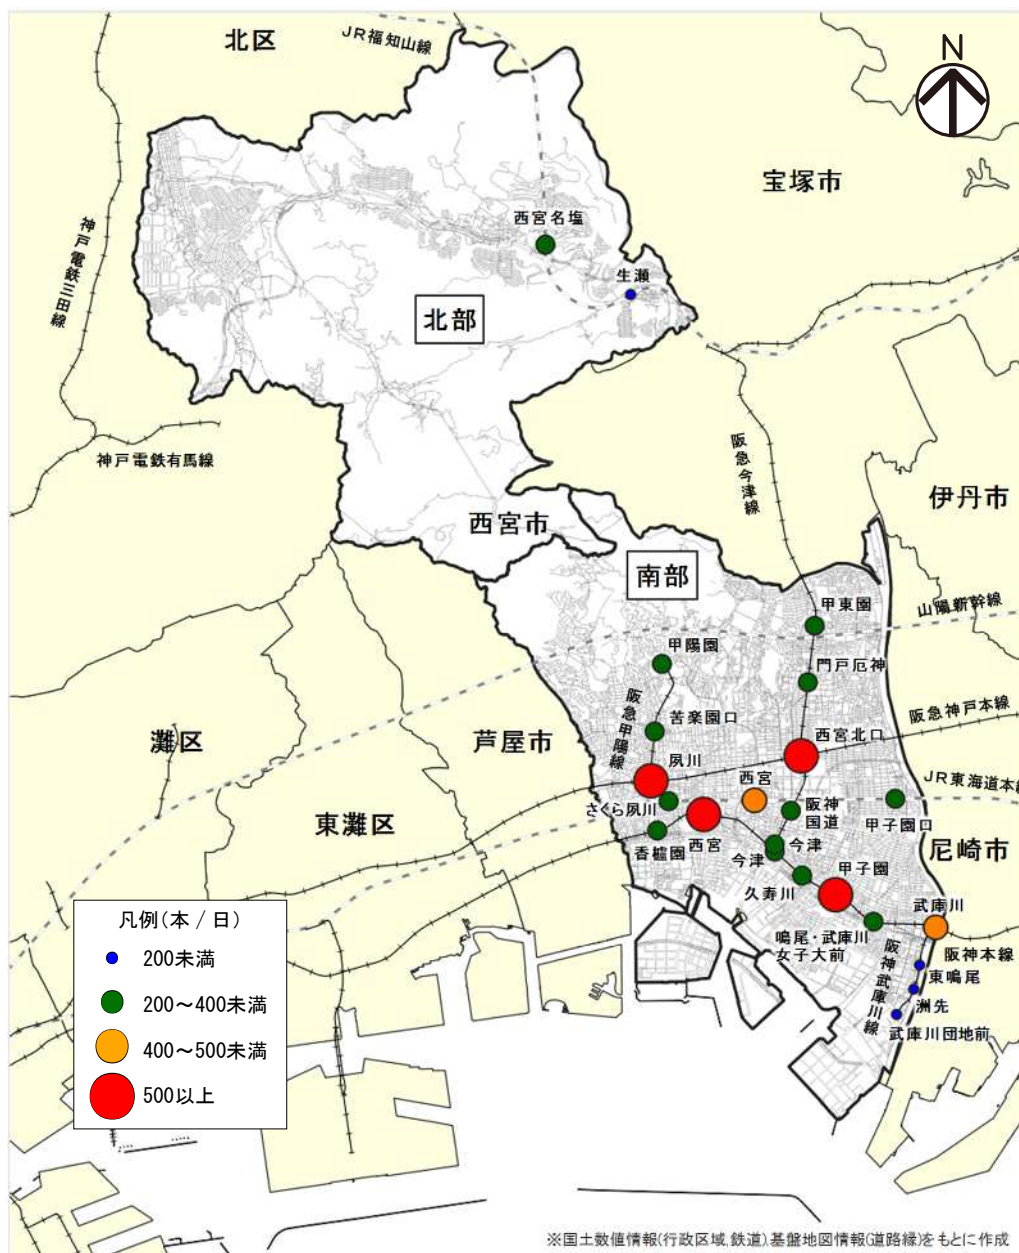 北区
JR福知山線
N
宝塚市
神戸電鉄三田線
西宮名塩
生瀬
北部
阪急今津線
神戸電鉄有馬線
伊丹市
西宮市
南部
甲東園
山陽新幹線
甲陽園
門戸厄神
阪急甲陽線
苦楽園口
阪急神戸本線
灘区
芦屋市
西宮北口
夙川
西宮
JR東海道本線
さくら夙川
阪神
国道
甲子園口
東灘区
香櫨園
西宮
今津
今津
尼崎市
甲子園
久寿川
武庫川
鳴尾・武庫川
女子大前
阪神本線
阪神武庫川線
東鳴尾
洲先
武庫川団地前
凡例(本 / 日)
200未満
200～400未満
400～500未満
500以上
※国土数値情報(行政区域,鉄道),基盤地図情報(道路縁)をもとに作成